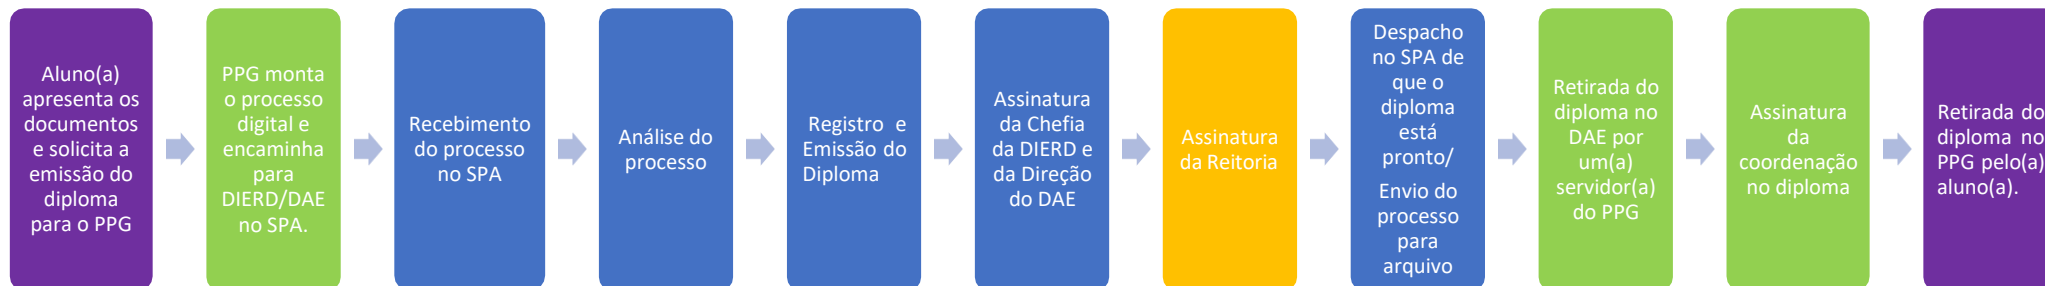 Aluno(a)
apresenta os
documentos
e solicita a
emissão do
diploma
para o PPG
PPG monta
o processo
digital e
encaminha
para
DIERD/DAE
no SPA.
Recebimento
do processo
no SPA
Análise do
processo
Registro e
Emissão do
Diploma
Assinatura
da Chefia
da DIERD e
da Direção
do DAE
Assinatura
da Reitoria
Despacho
no SPA de
que o
diploma
está
pronto/
Envio do
processo
para
arquivo
Retirada do
diploma no
DAE por
um(a)
servidor(a)
do PPG
Assinatura
da
coordenação
no diploma
Retirada do
diploma no
PPG pelo(a)
aluno(a).